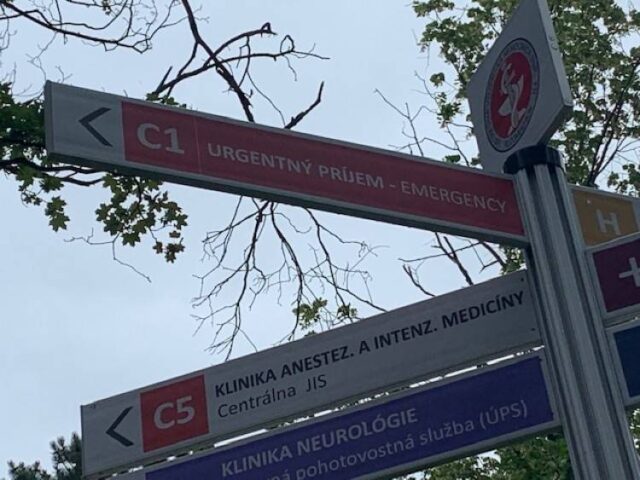 C1 URGENTNÝ PRÍJEM - EMERGENCY
H
C5 KLINIKA ANESTEZ. A INTENZ. MEDICÍNY
Centrálna JIS
KLINIKA NEUROLÓGIE
pohotovostná služba (ÚPS)